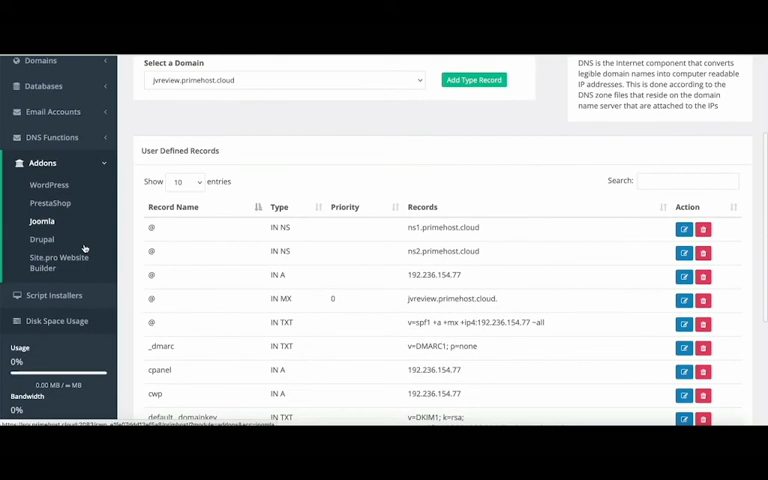 Domains
Databases
Email Accounts
DNS Functions
Addons
WordPress
PrestaShop
Joomla
Drupal
Site.pro Website
Builder
Script Installers
Disk Space Usage
Usage
0%
0.00 MB / ∞ MB
Bandwidth
0%
Select a Domain
jvreview.primehost.cloud
Add Type Record
DNS is the Internet component that converts
legible domain names into computer readable
IP addresses. This is done according to the
DNS zone files that reside on the domain
name server that are attached to the IPs
User Defined Records
Show 10 entries
Search:
Record Name Type Priority Records Action
@ IN NS ns1.primehost.cloud
@ IN NS ns2.primehost.cloud
@ IN A 192.236.154.77
@ IN MX 0 jvreview.primehost.cloud.
@ IN TXT v=spf1 +a +mx +ip4:192.236.154.77 ~all
_dmarc IN TXT v=DMARC1; p=none
cpanel IN A 192.236.154.77
cwp IN A 192.236.154.77
default._domainkey IN TXT v=DKIM1; k=rsa;